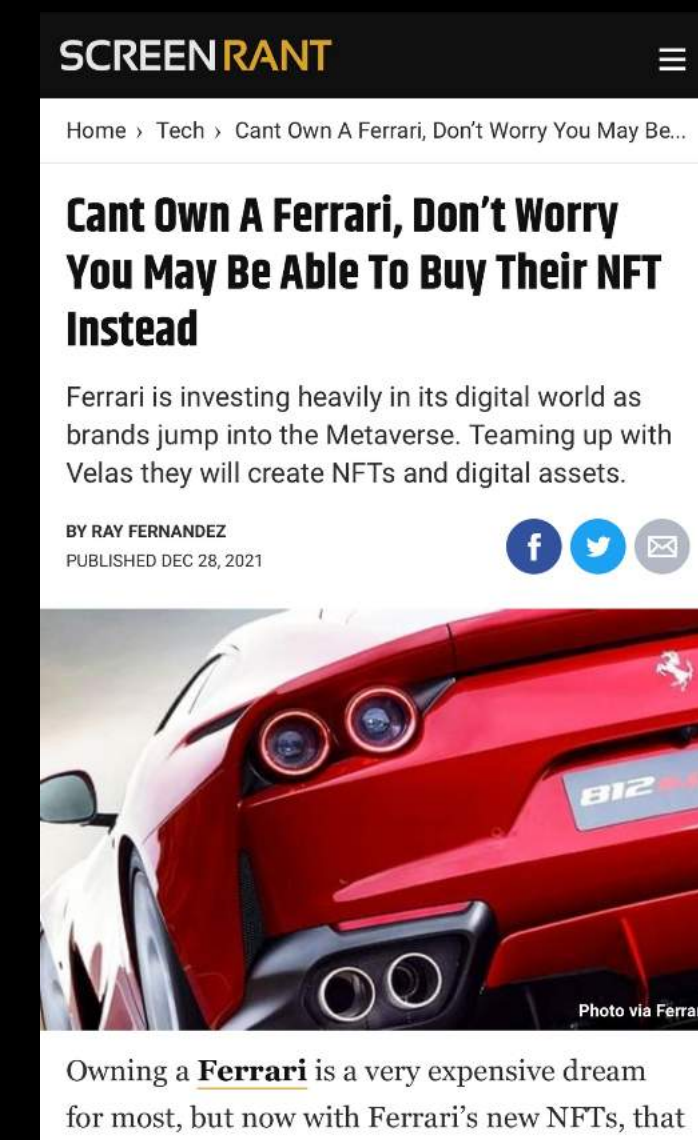 SCREENRANT
Home › Tech › Cant Own A Ferrari, Don’t Worry You May Be...
Cant Own A Ferrari, Don’t Worry
You May Be Able To Buy Their NFT
Instead
Ferrari is investing heavily in its digital world as
brands jump into the Metaverse. Teaming up with
Velas they will create NFTs and digital assets.
BY RAY FERNANDEZ
PUBLISHED DEC 28, 2021
f
812
Photo via Ferrar
Owning a Ferrari is a very expensive dream
for most, but now with Ferrari’s new NFTs, that